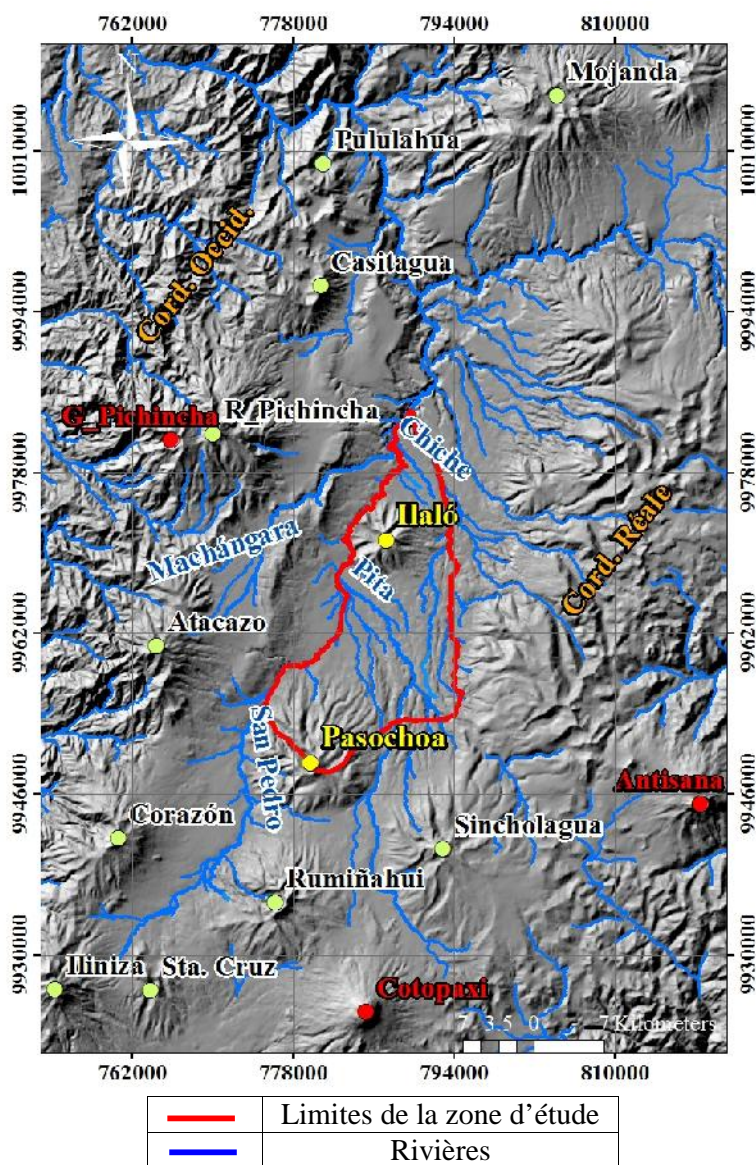 762000 778000 794000 810000
Mojanda
10010000
10010000
Pululahua
Cord. Occid.
Casitagua
9994000
9994000
G_Pichincha
R_Pichincha
Chiche
9978000
9978000
Ilaló
Machángara
Pita
Cord. Réale
Atacazo
9962000
9962000
San Pedro
Pasochoa
Antisana
9946000
9946000
Corazón
Sincholagua
Rumiñahui
Iliniza
Sta. Cruz
9930000
9930000
Cotopaxi
7 3.5 0 7 Kilometers
762000 778000 794000 810000
Limites de la zone d'étude
Rivières